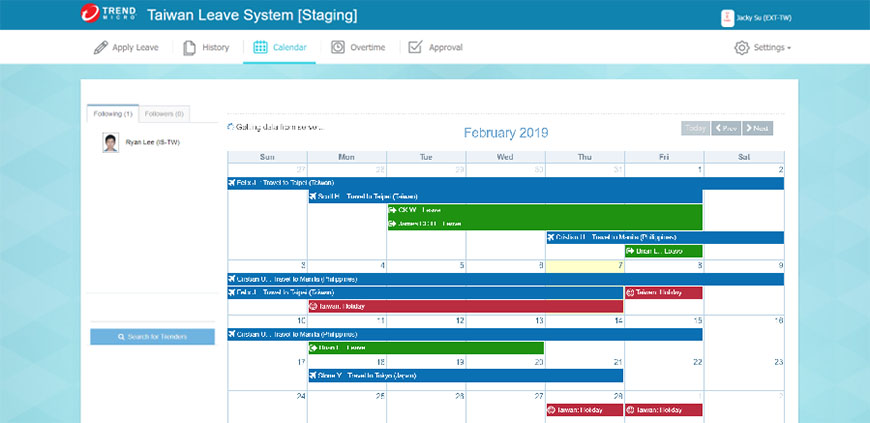 TREND MICRO
Taiwan Leave System [Staging]
Jacky Su (EXT-TW)
Apply Leave
History
Calendar
Overtime
Approval
Settings
Following (1)
Followers (0)
Ryan Lee (IS-TW)
Search for Trenders
Getting data from server...
February 2019
Today
Prev
Next
Sun Mon Tue Wed Thu Fri Sat
27 28 29 30 31 1 2
Felix J. : Travel to Taipei (Taiwan)
Scott H. : Travel to Taipei (Taiwan)
CK W. : Leave
James CC H. : Leave
Cristian U. : Travel to Manila (Philippines)
Brian L. : Leave
3 4 5 6 7 8 9
Cristian U. : Travel to Manila (Philippines)
Felix J. : Travel to Taipei (Taiwan)
Taiwan: Holiday
Taiwan: Holiday
10 11 12 13 14 15 16
Cristian U. : Travel to Manila (Philippines)
Brian L. : Leave
17 18 19 20 21 22 23
Y. : Travel to Tokyo (Japan)
24 25 26 27 28 1 2
Taiwan: Holiday
Taiwan: Holiday